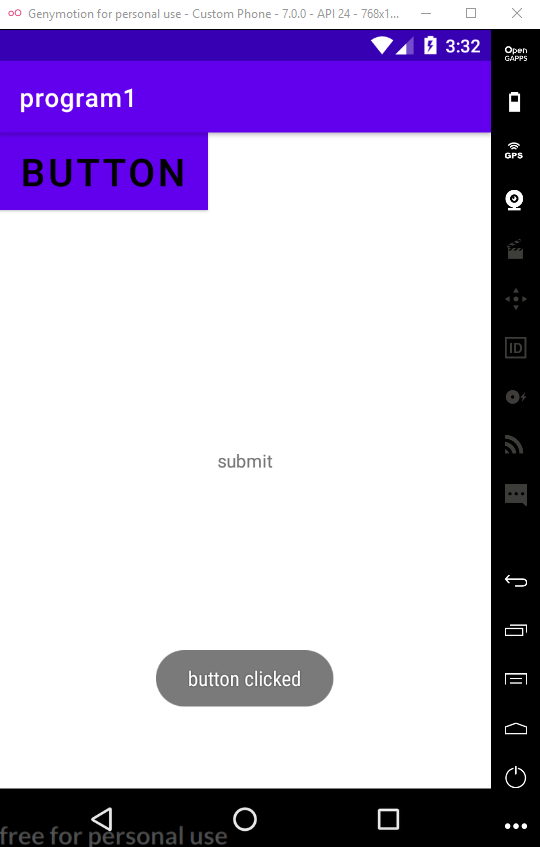 Genymotion for personal use - Custom Phone - 7.0.0 - API 24 - 768x1...
3:32
Open
GAPPS
program1
GPS
BUTTON
ID
submit
button clicked
free for personal use